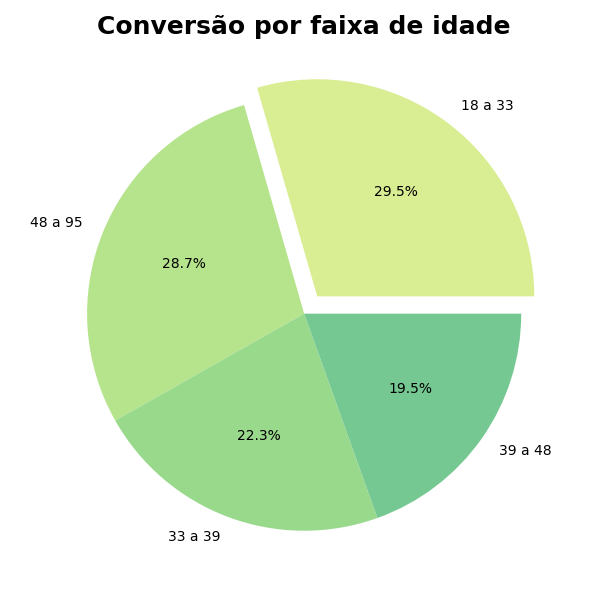 Conversão por faixa de idade
18 a 33
29.5%
48 a 95
28.7%
19.5%
22.3%
39 a 48
33 a 39